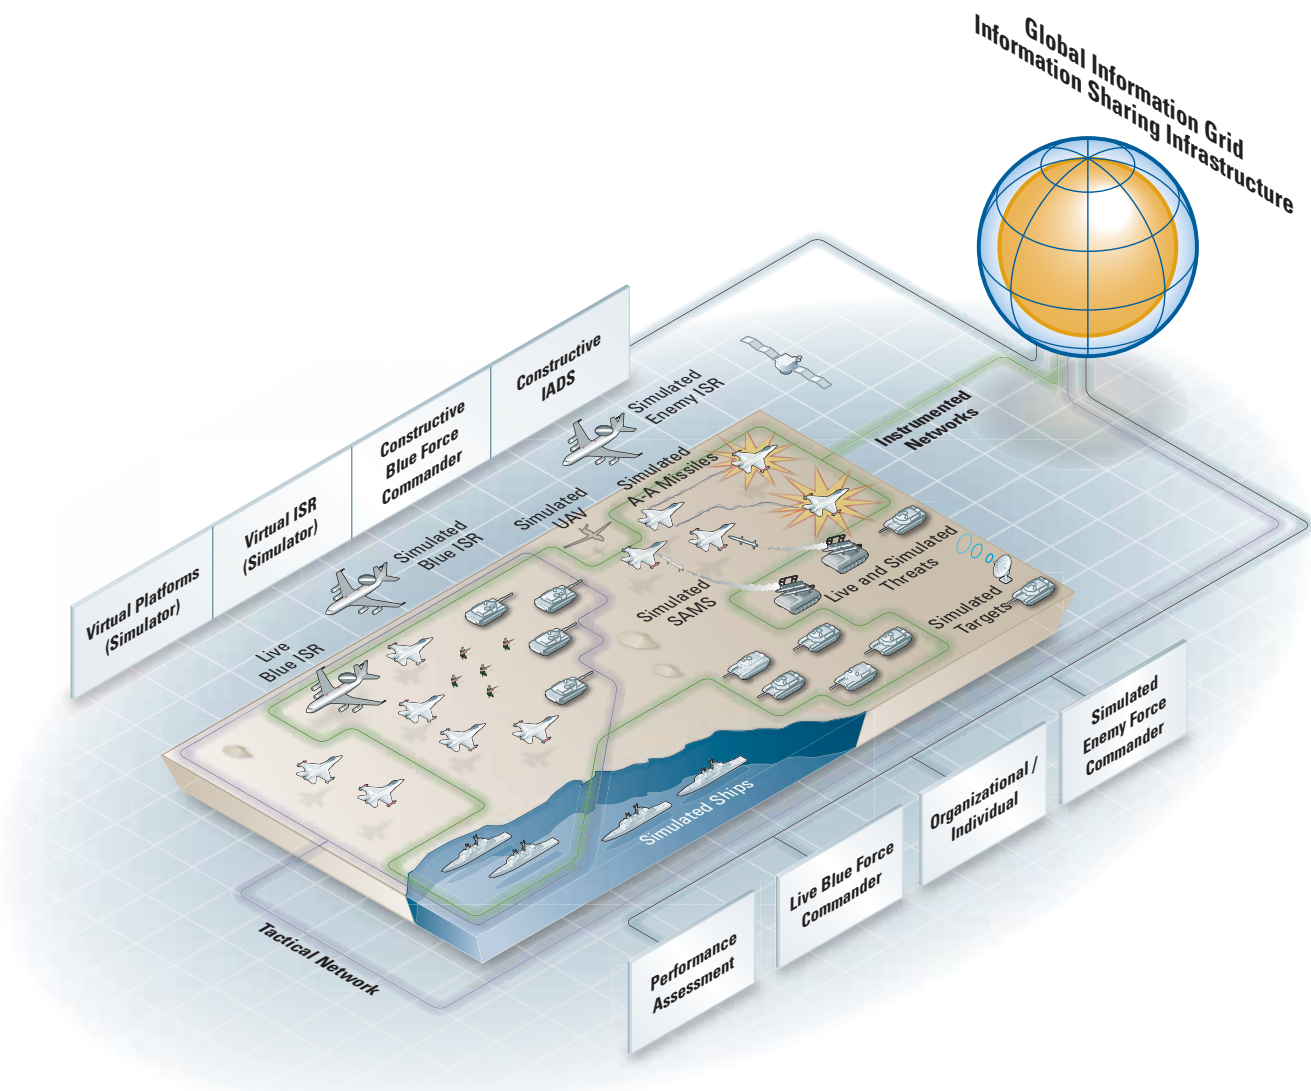 Global Information Grid
Information Sharing Infrastructure
Constructive
IADS
Constructive
Blue Force
Commander
Virtual ISR
(Simulator)
Virtual Platforms
(Simulator)
Simulated
Enemy ISR
Instrumented
Networks
Simulated
A-A Missiles
Simulated
UAV
Simulated
Blue ISR
Live
Blue ISR
Live and Simulated
Threats
Simulated
SAMS
Simulated
Targets
Simulated Ships
Tactical Network
Simulated
Enemy Force
Commander
Organizational /
Individual
Live Blue Force
Commander
Performance
Assessment